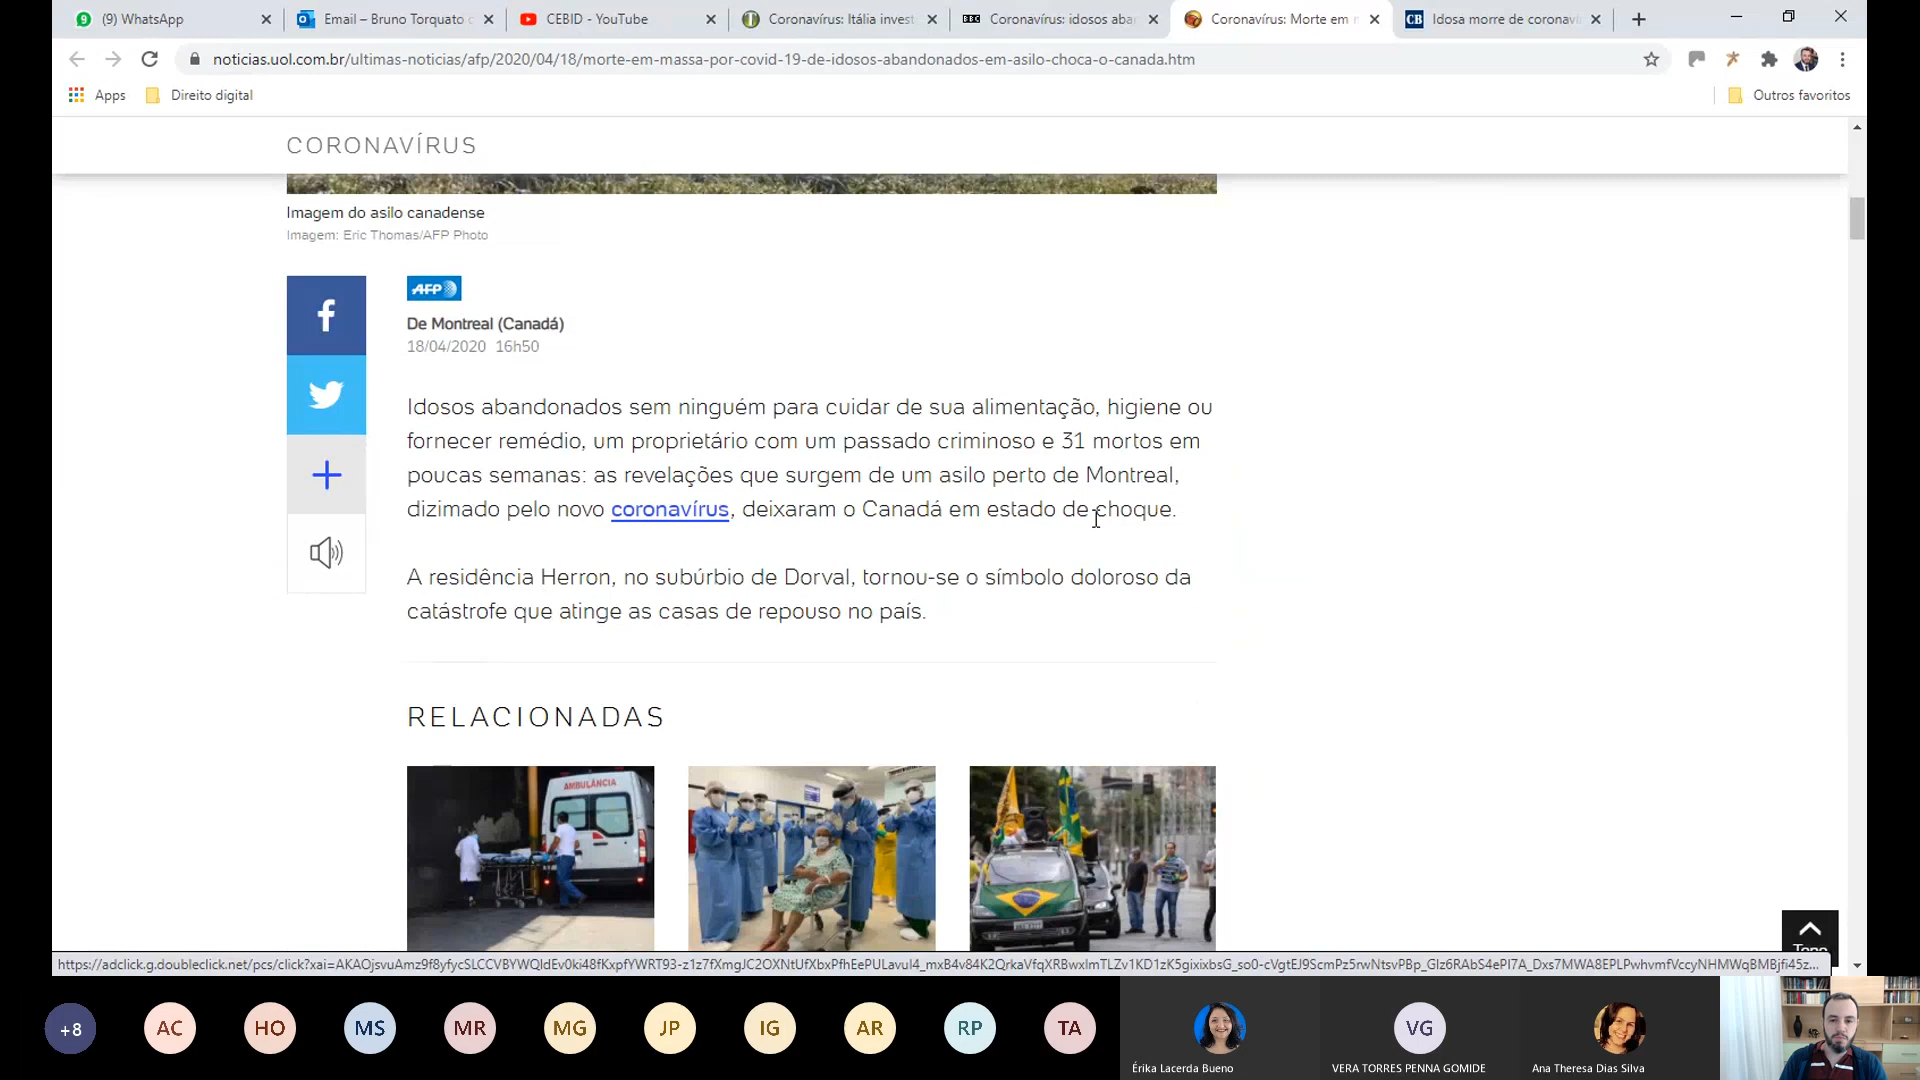 (9) WhatsApp
Email – Bruno Torquato
CEBID - YouTube
Coronavírus: Itália invest
BBC
Coronavírus: idosos aba
Coronavírus: Morte em
CB
Idosa morre de coronaví
noticias.uol.com.br/ultimas-noticias/afp/2020/04/18/morte-em-massa-por-covid-19-de-idosos-abandonados-em-asilo-choca-o-canada.htm
Apps
Direito digital
Outros favoritos
CORONAVÍRUS
Imagem do asilo canadense
Imagem: Eric Thomas/AFP Photo
AFP
De Montreal (Canadá)
18/04/2020 16h50
Idosos abandonados sem ninguém para cuidar de sua alimentação, higiene ou
fornecer remédio, um proprietário com um passado criminoso e 31 mortos em
poucas semanas: as revelações que surgem de um asilo perto de Montreal,
dizimado pelo novo coronavírus, deixaram o Canadá em estado de choque.
A residência Herron, no subúrbio de Dorval, tornou-se o símbolo doloroso da
catástrofe que atinge as casas de repouso no país.
RELACIONADAS
AMBULÂNCIA
Topo
+8
AC
HO
MS
MR
MG
JP
IG
AR
RP
TA
Érika Lacerda Bueno
VG
VERA TORRES PENNA GOMIDE
Ana Theresa Dias Silva